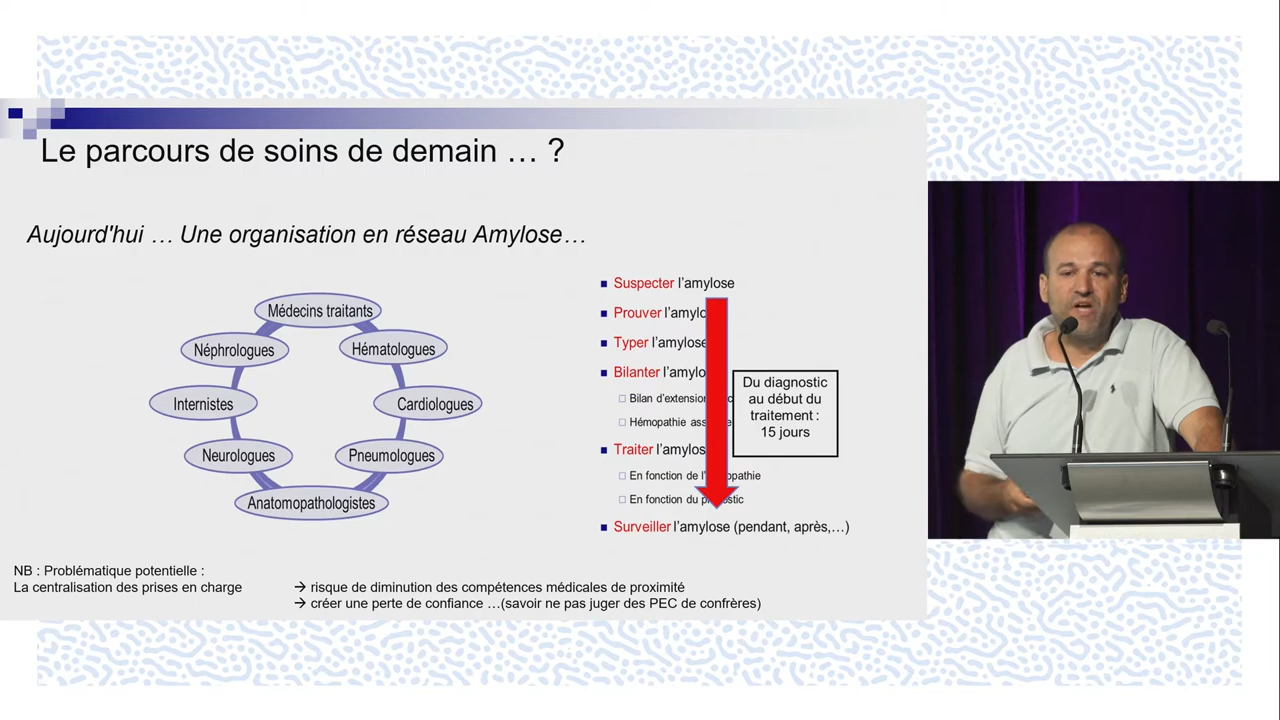 Le parcours de soins de demain … ?
Aujourd'hui … Une organisation en réseau Amylose…
Médecins traitants
Néphrologues
Hématologues
Internistes
Cardiologues
Neurologues
Pneumologues
Anatomopathologistes
Suspecter l’amylose
Prouver l’amylo
Typer l’amylose
Bilanter l’amylo
Bilan d’extension
Hémopathie ass
Traiter l’amylos
En fonction de l’ opathie
En fonction du p stic
Surveiller l’amylose (pendant, après,…)
Du diagnostic
au début du
traitement :
15 jours
NB : Problématique potentielle :
La centralisation des prises en charge → risque de diminution des compétences médicales de proximité
→ créer une perte de confiance …(savoir ne pas juger des PEC de confrères)